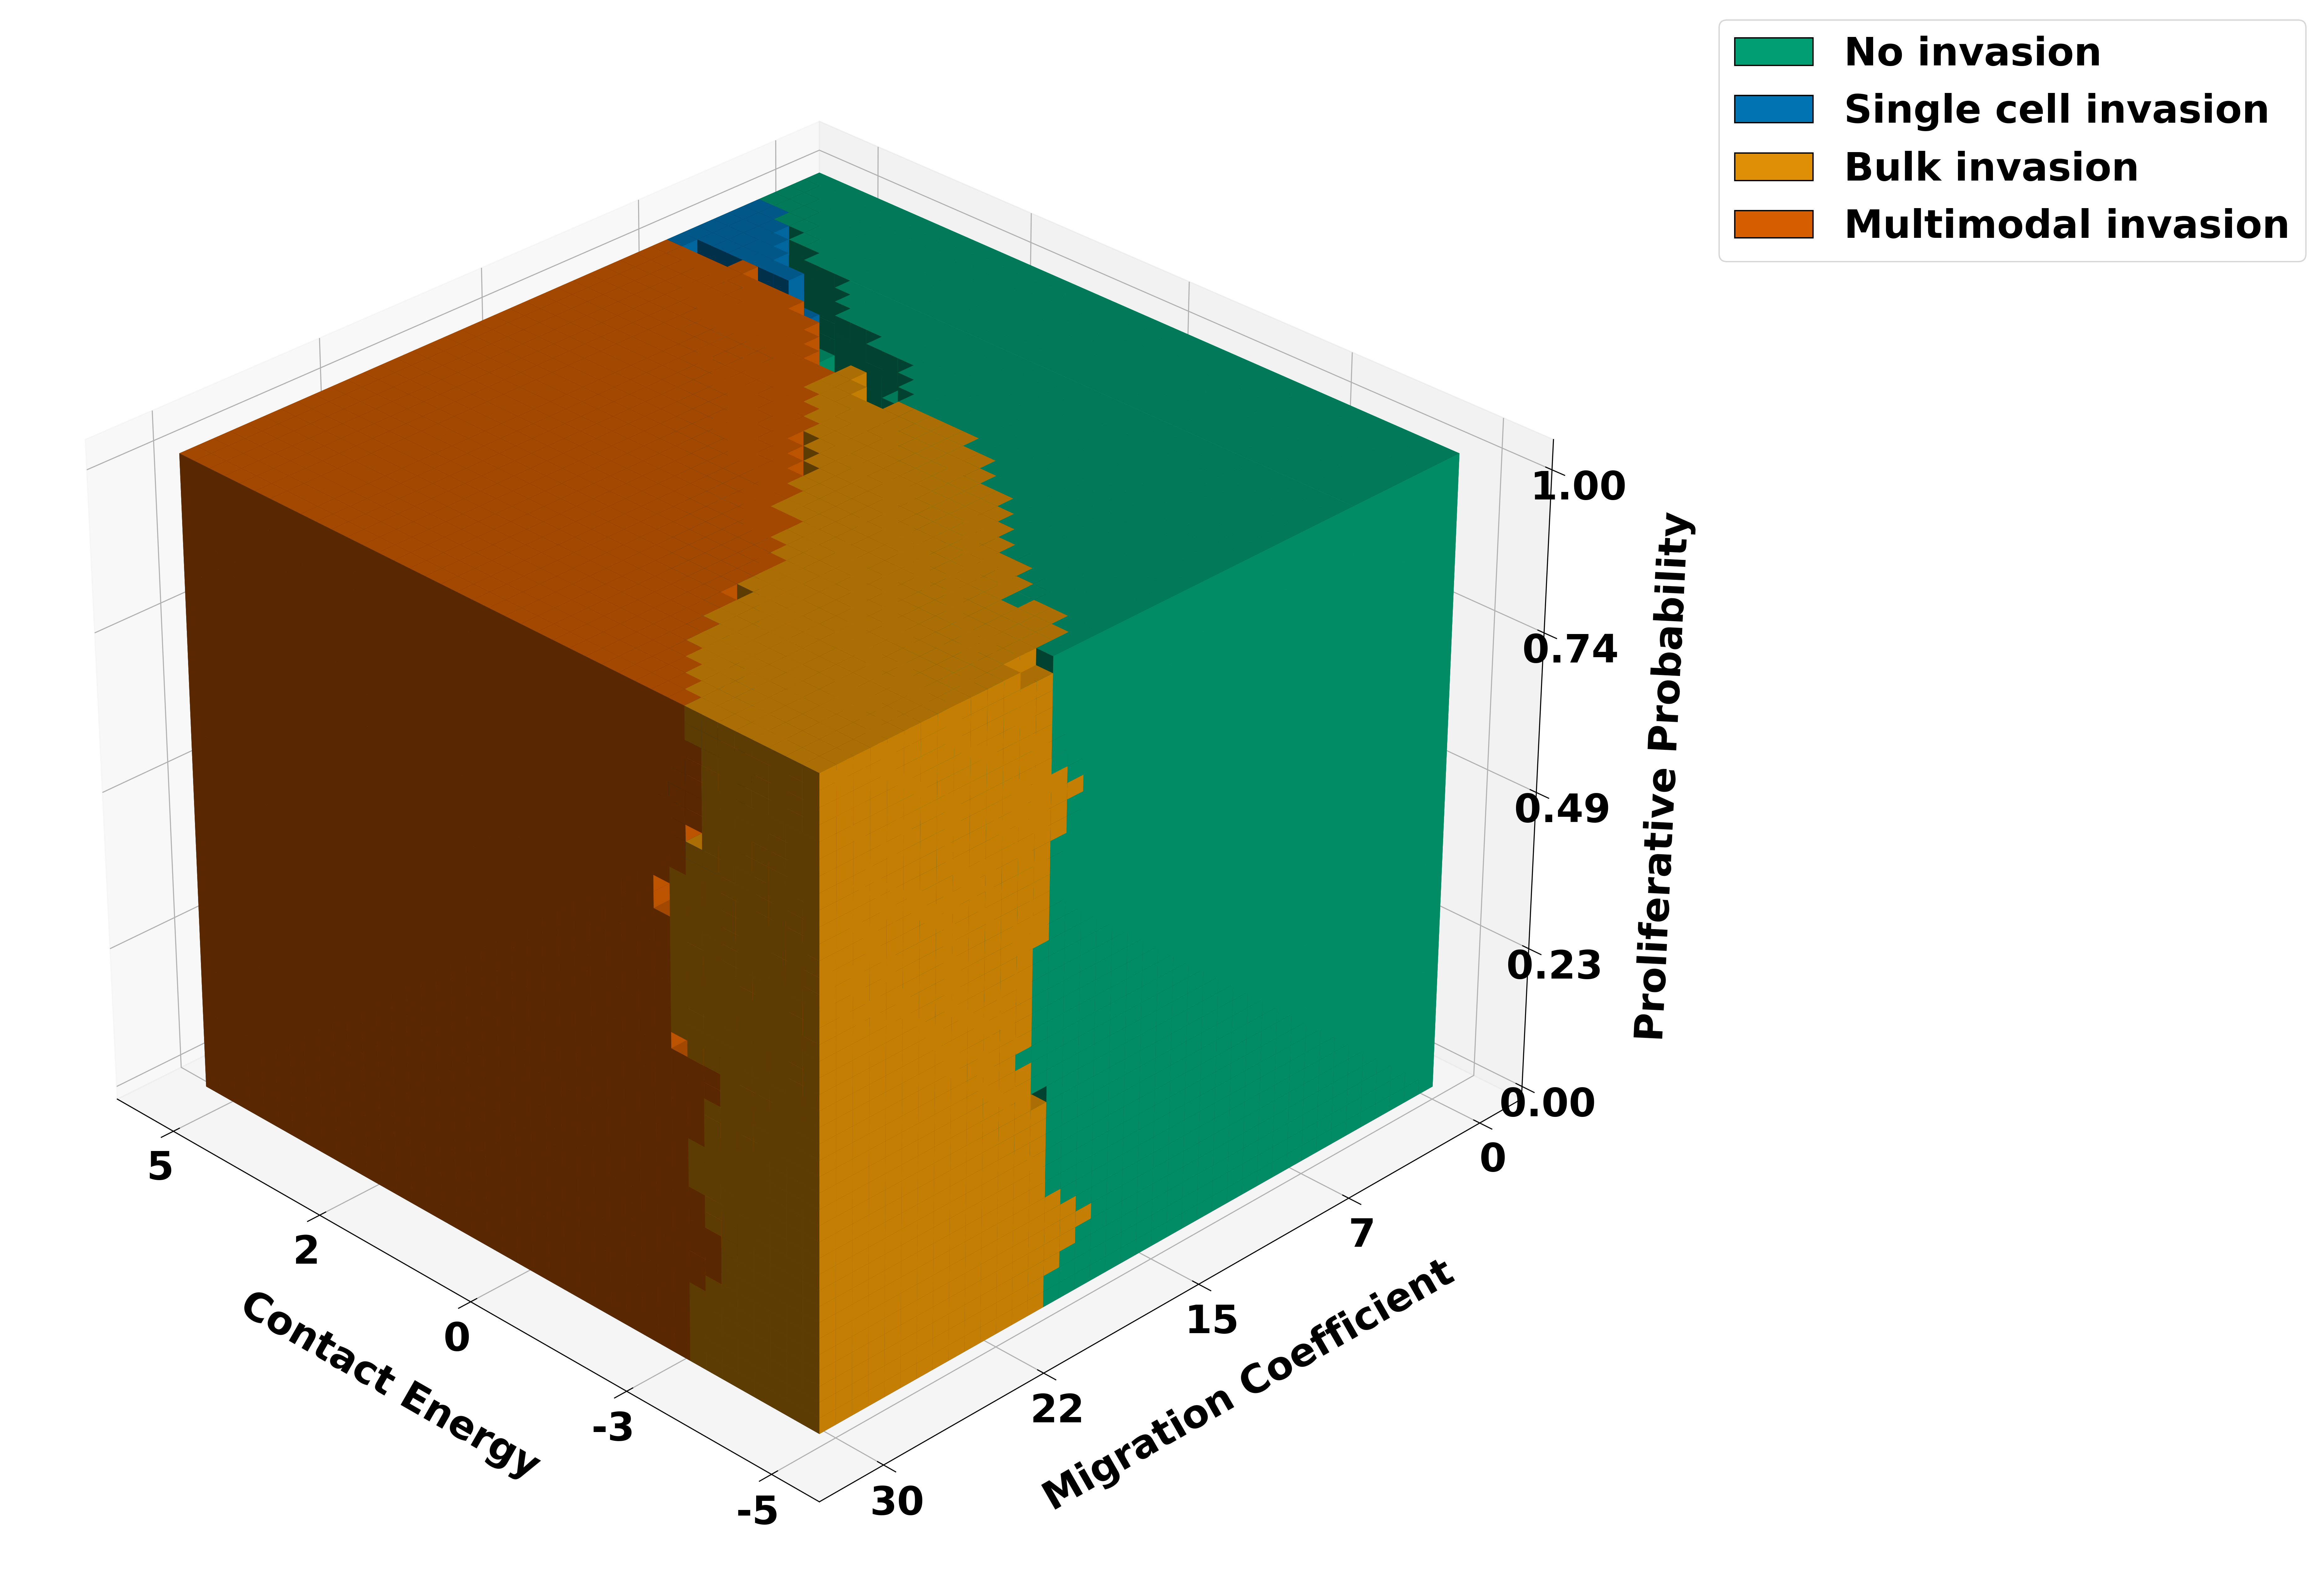 No invasion
Single cell invasion
Bulk invasion
Multimodal invasion
1.00
0.74
0.49
0.23
0.00
Proliferative Probability
5
2
0
-3
-5
Contact Energy
0
7
15
22
30
Migration Coefficient